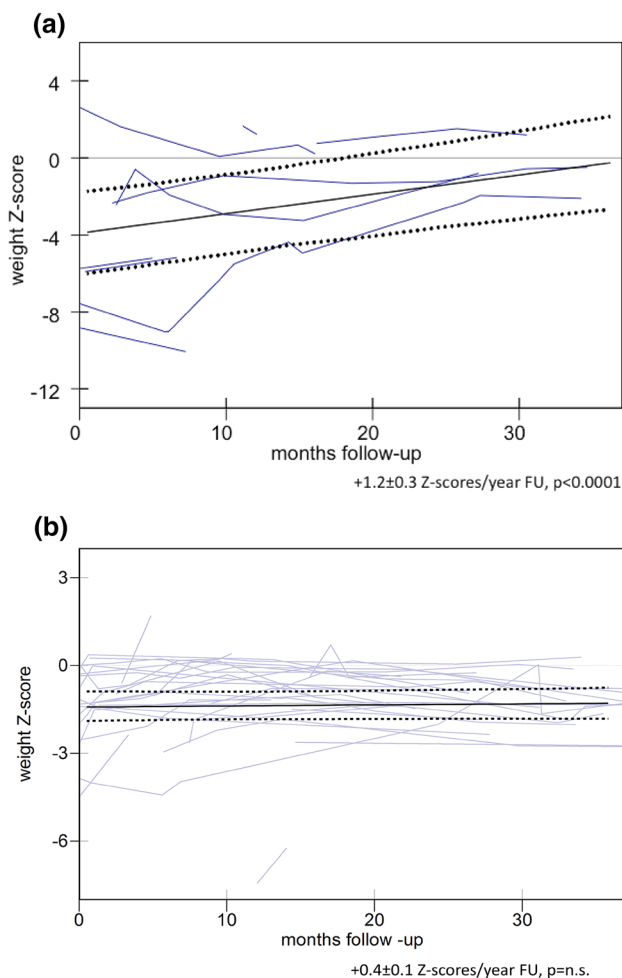 (a)
4
0
-4
-8
-12
weight Z-score
0 10 20 30
months follow-up
+1.2±0.3 Z-scores/year FU, p<0.0001
(b)
3
0
-3
-6
weight Z-score
0 10 20 30
months follow -up
+0.4±0.1 Z-scores/year FU, p=n.s.